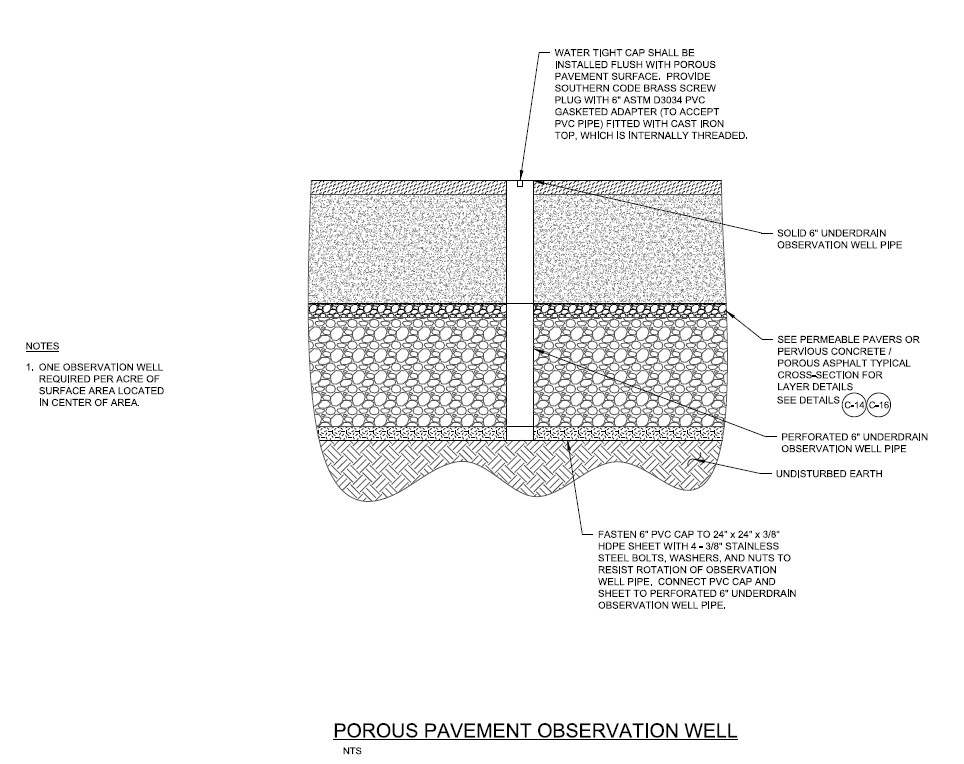 WATER TIGHT CAP SHALL BE
INSTALLED FLUSH WITH POROUS
PAVEMENT SURFACE. PROVIDE
SOUTHERN CODE BRASS SCREW
PLUG WITH 6" ASTM D3034 PVC
GASKETED ADAPTER (TO ACCEPT
PVC PIPE) FITTED WITH CAST IRON
TOP, WHICH IS INTERNALLY THREADED.
SOLID 6" UNDERDRAIN
OBSERVATION WELL PIPE
NOTES
1. ONE OBSERVATION WELL
REQUIRED PER ACRE OF
SURFACE AREA LOCATED
IN CENTER OF AREA.
SEE PERMEABLE PAVERS OR
PERVIOUS CONCRETE /
POROUS ASPHALT TYPICAL
CROSS-SECTION FOR
LAYER DETAILS
SEE DETAILS C-14 C-16
PERFORATED 6" UNDERDRAIN
OBSERVATION WELL PIPE
UNDISTURBED EARTH
FASTEN 6" PVC CAP TO 24" x 24" x 3/8"
HDPE SHEET WITH 4 - 3/8" STAINLESS
STEEL BOLTS, WASHERS, AND NUTS TO
RESIST ROTATION OF OBSERVATION
WELL PIPE. CONNECT PVC CAP AND
SHEET TO PERFORATED 6" UNDERDRAIN
OBSERVATION WELL PIPE.
POROUS PAVEMENT OBSERVATION WELL
NTS